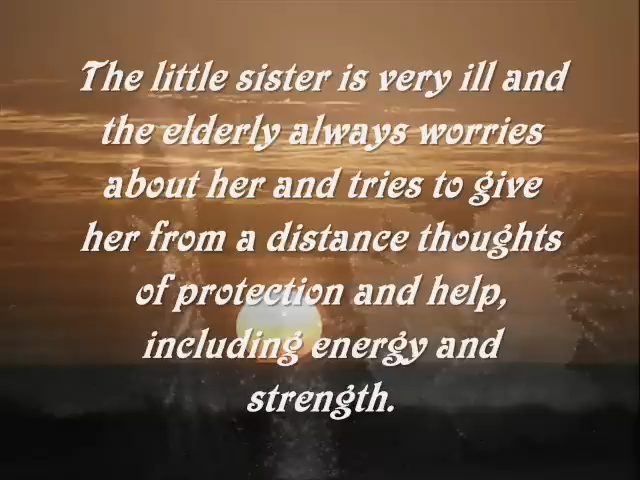 The little sister is very ill and
the elderly always worries
about her and tries to give
her from a distance thoughts
of protection and help,
including energy and
strength.